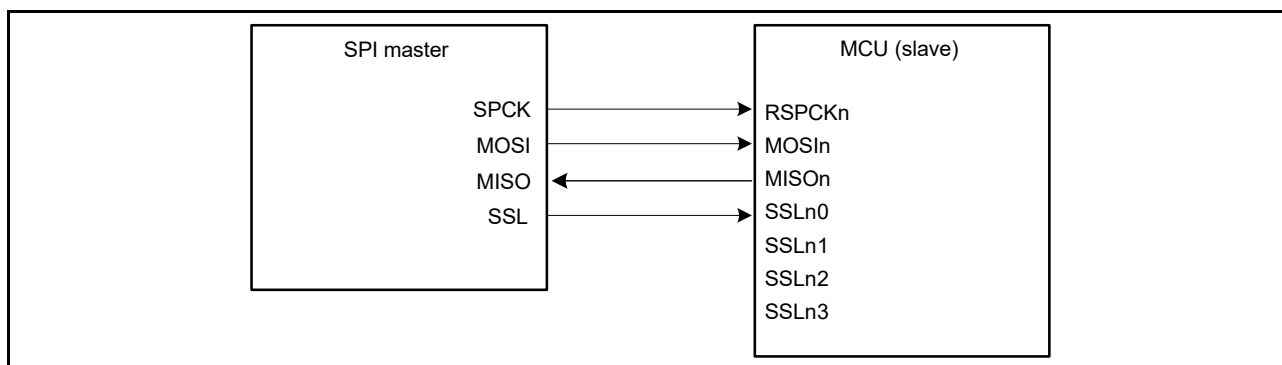 SPI master
SPCK
MOSI
MISO
SSL
MCU (slave)
RSPCKn
MOSIn
MISOn
SSLn0
SSLn1
SSLn2
SSLn3